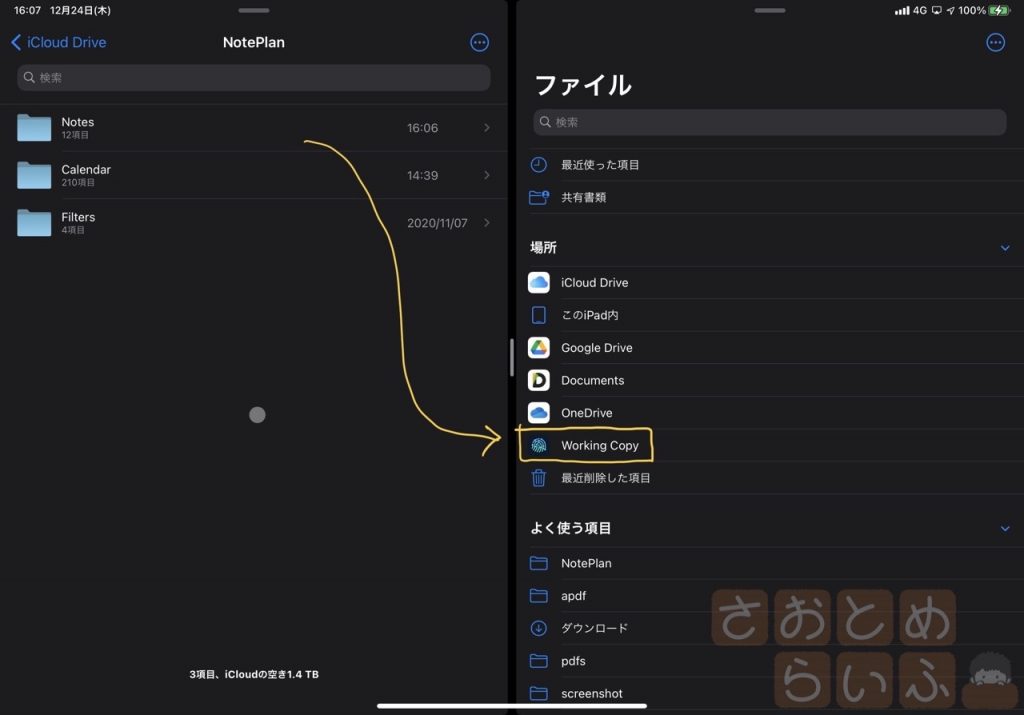 16:07 12月24日(木)
iCloud Drive
NotePlan
検索
Notes
12項目
16:06
Calendar
210項目
14:39
Filters
4項目
2020/11/07
3項目、iCloudの空き1.4 TB
4G 100%
ファイル
検索
最近使った項目
共有書類
場所
iCloud Drive
このiPad内
Google Drive
Documents
OneDrive
Working Copy
最近削除した項目
よく使う項目
NotePlan
apdf
ダウンロード
pdfs
screenshot
さおとめ
らいふ